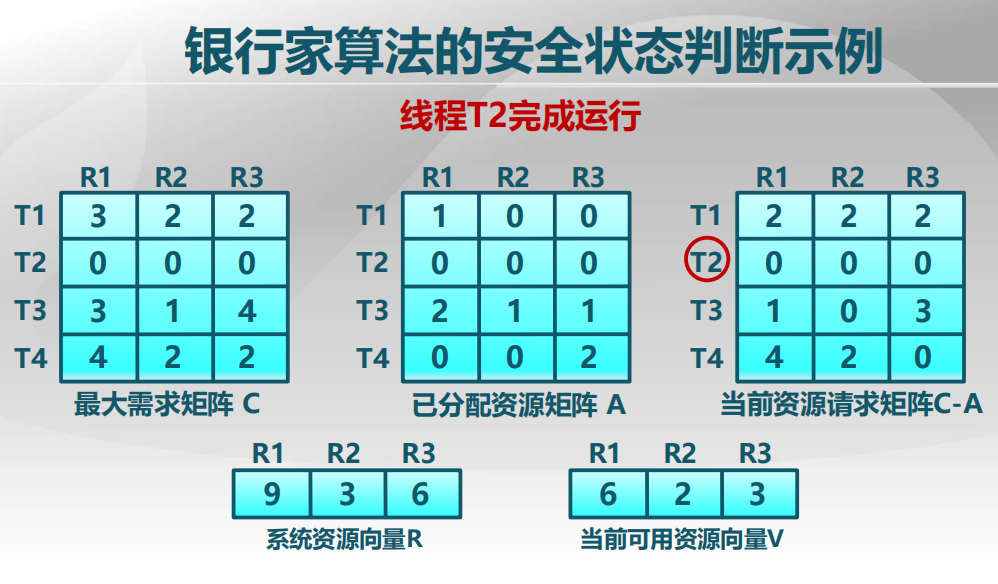 银行家算法的安全状态判断示例
线程T2完成运行
R1 R2 R3
T1 3 2 2
T2 0 0 0
T3 3 1 4
T4 4 2 2
最大需求矩阵 C
R1 R2 R3
T1 1 0 0
T2 0 0 0
T3 2 1 1
T4 0 0 2
已分配资源矩阵 A
R1 R2 R3
T1 2 2 2
T2 0 0 0
T3 1 0 3
T4 4 2 0
当前资源请求矩阵C-A
R1 R2 R3
9 3 6
系统资源向量R
R1 R2 R3
6 2 3
当前可用资源向量V